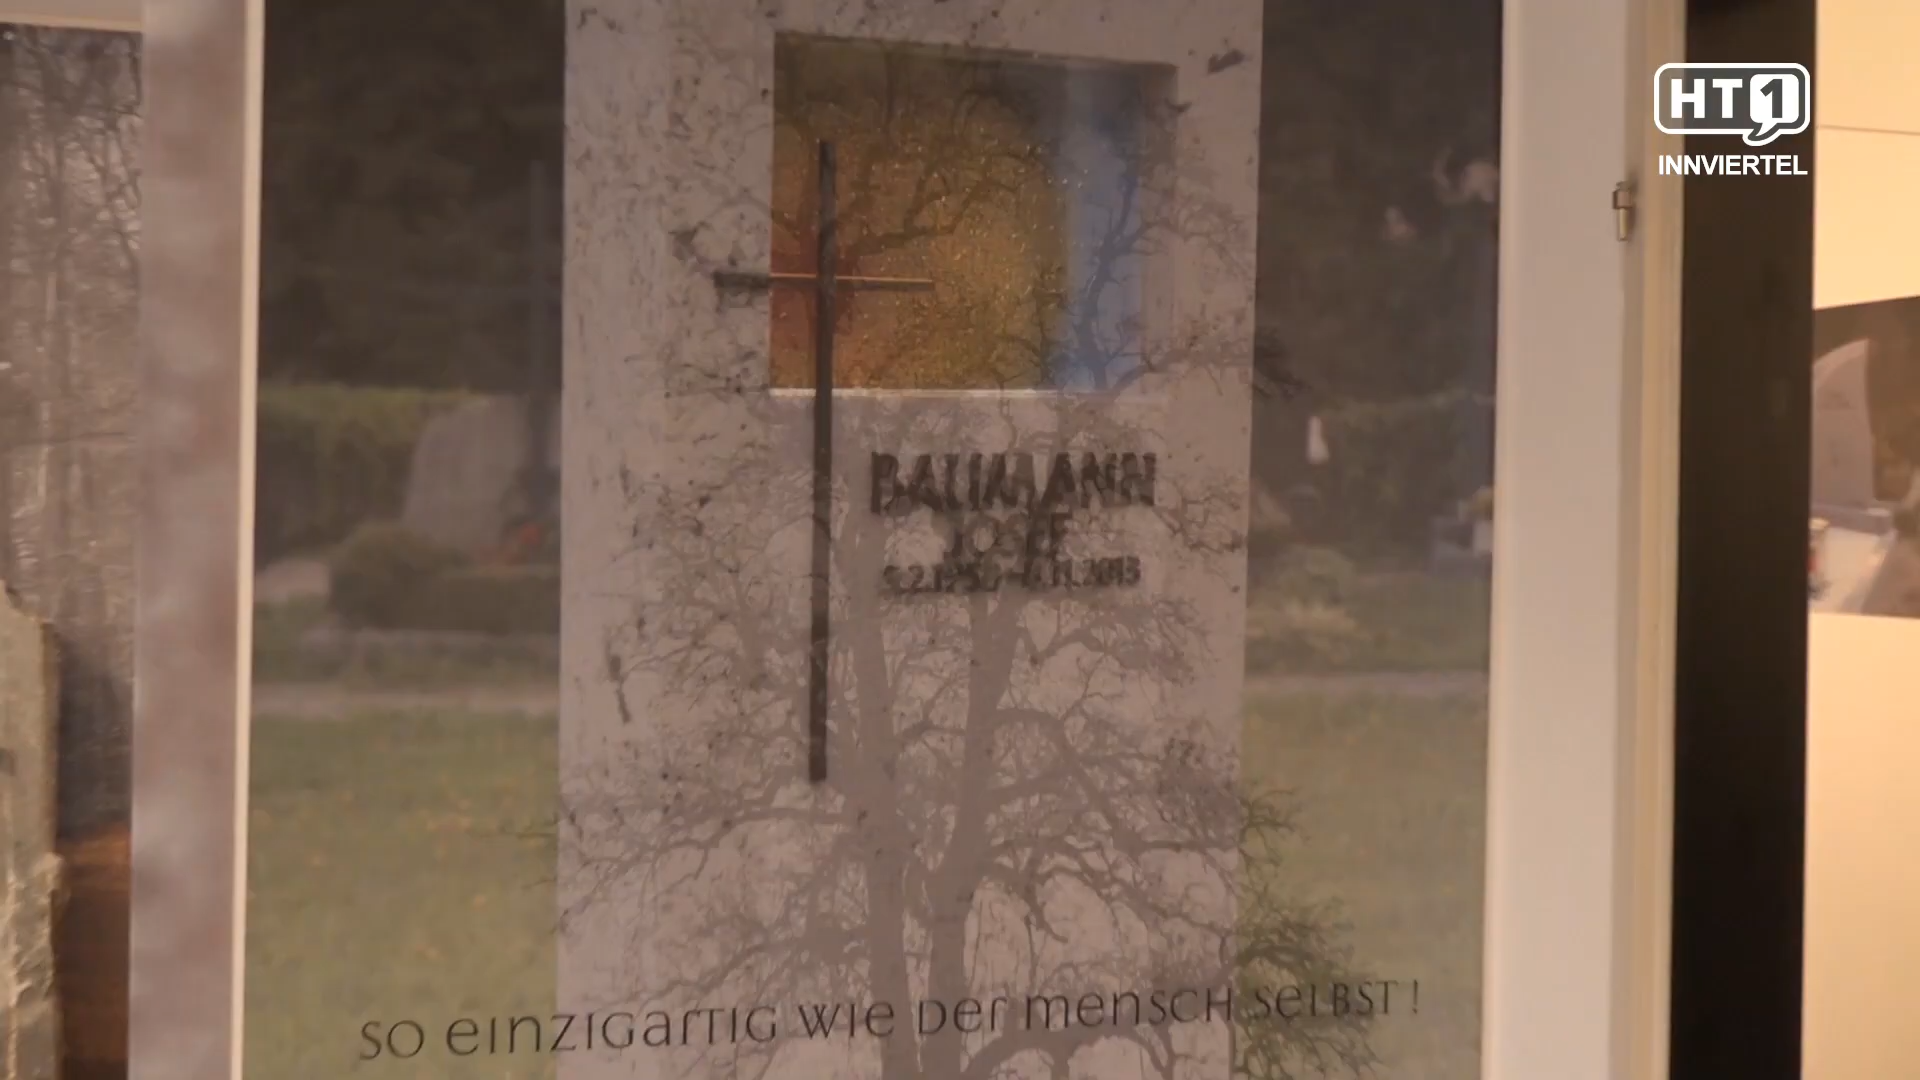 HT1
INNVIERTEL
BAUMANN
JOSEF
so einzigartig wie der mensch selbst!